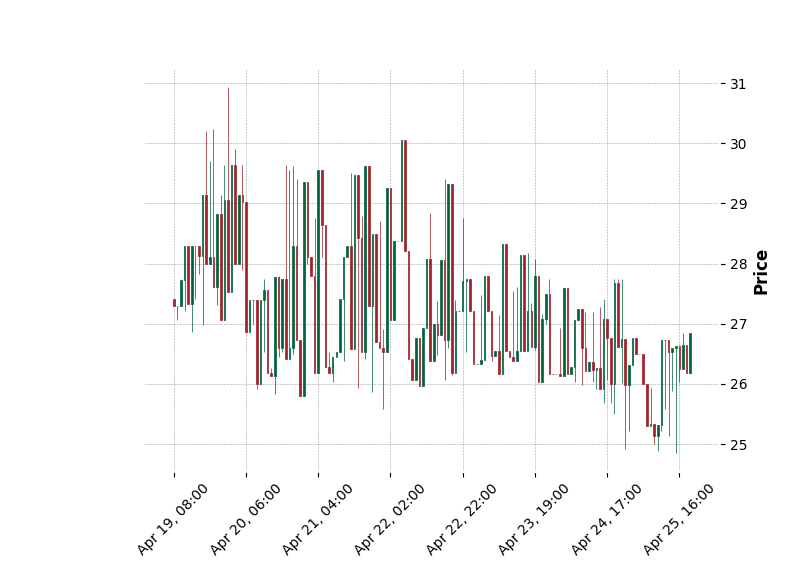 31
30
29
28
27
26
25
Price
Apr 19, 08:00
Apr 20, 06:00
Apr 21, 04:00
Apr 22, 02:00
Apr 22, 22:00
Apr 23, 19:00
Apr 24, 17:00
Apr 25, 16:00